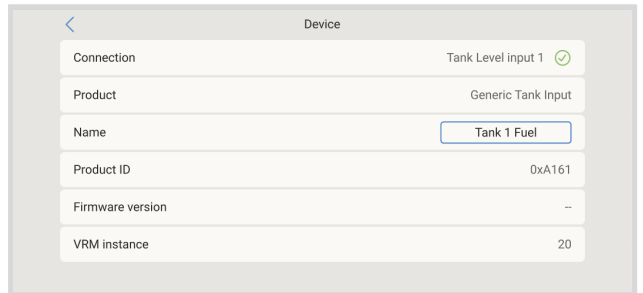 Device
Connection Tank Level input 1
Product Generic Tank Input
Name Tank 1 Fuel
Product ID 0xA161
Firmware version --
VRM instance 20